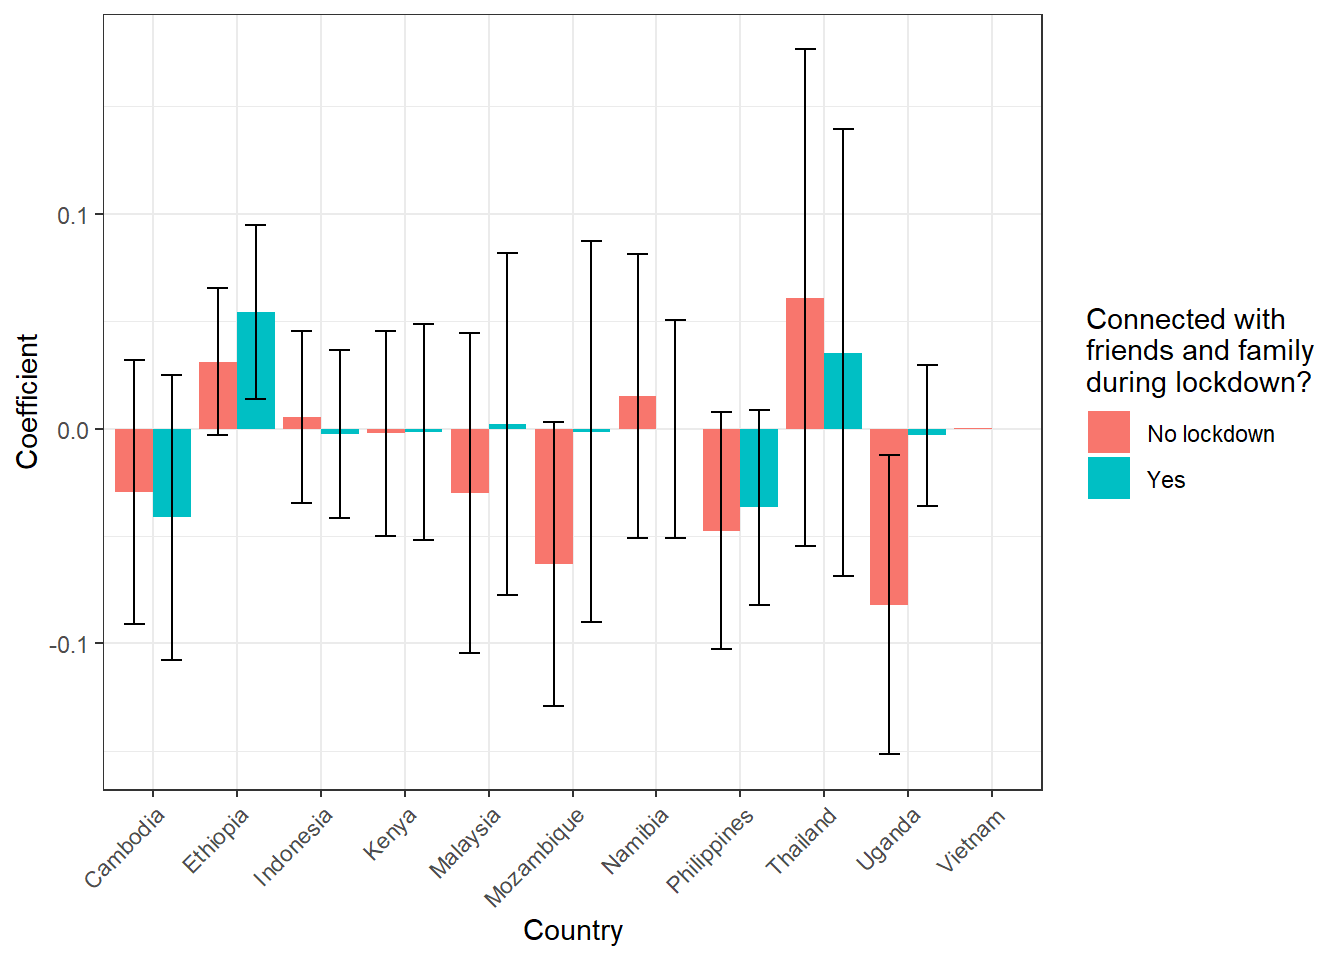 0.1
0.0
-0.1
Coefficient
Cambodia
Ethiopia
Indonesia
Kenya
Malaysia
Mozambique
Namibia
Philippines
Thailand
Uganda
Vietnam
Country
Connected with
friends and family
during lockdown?
No lockdown
Yes